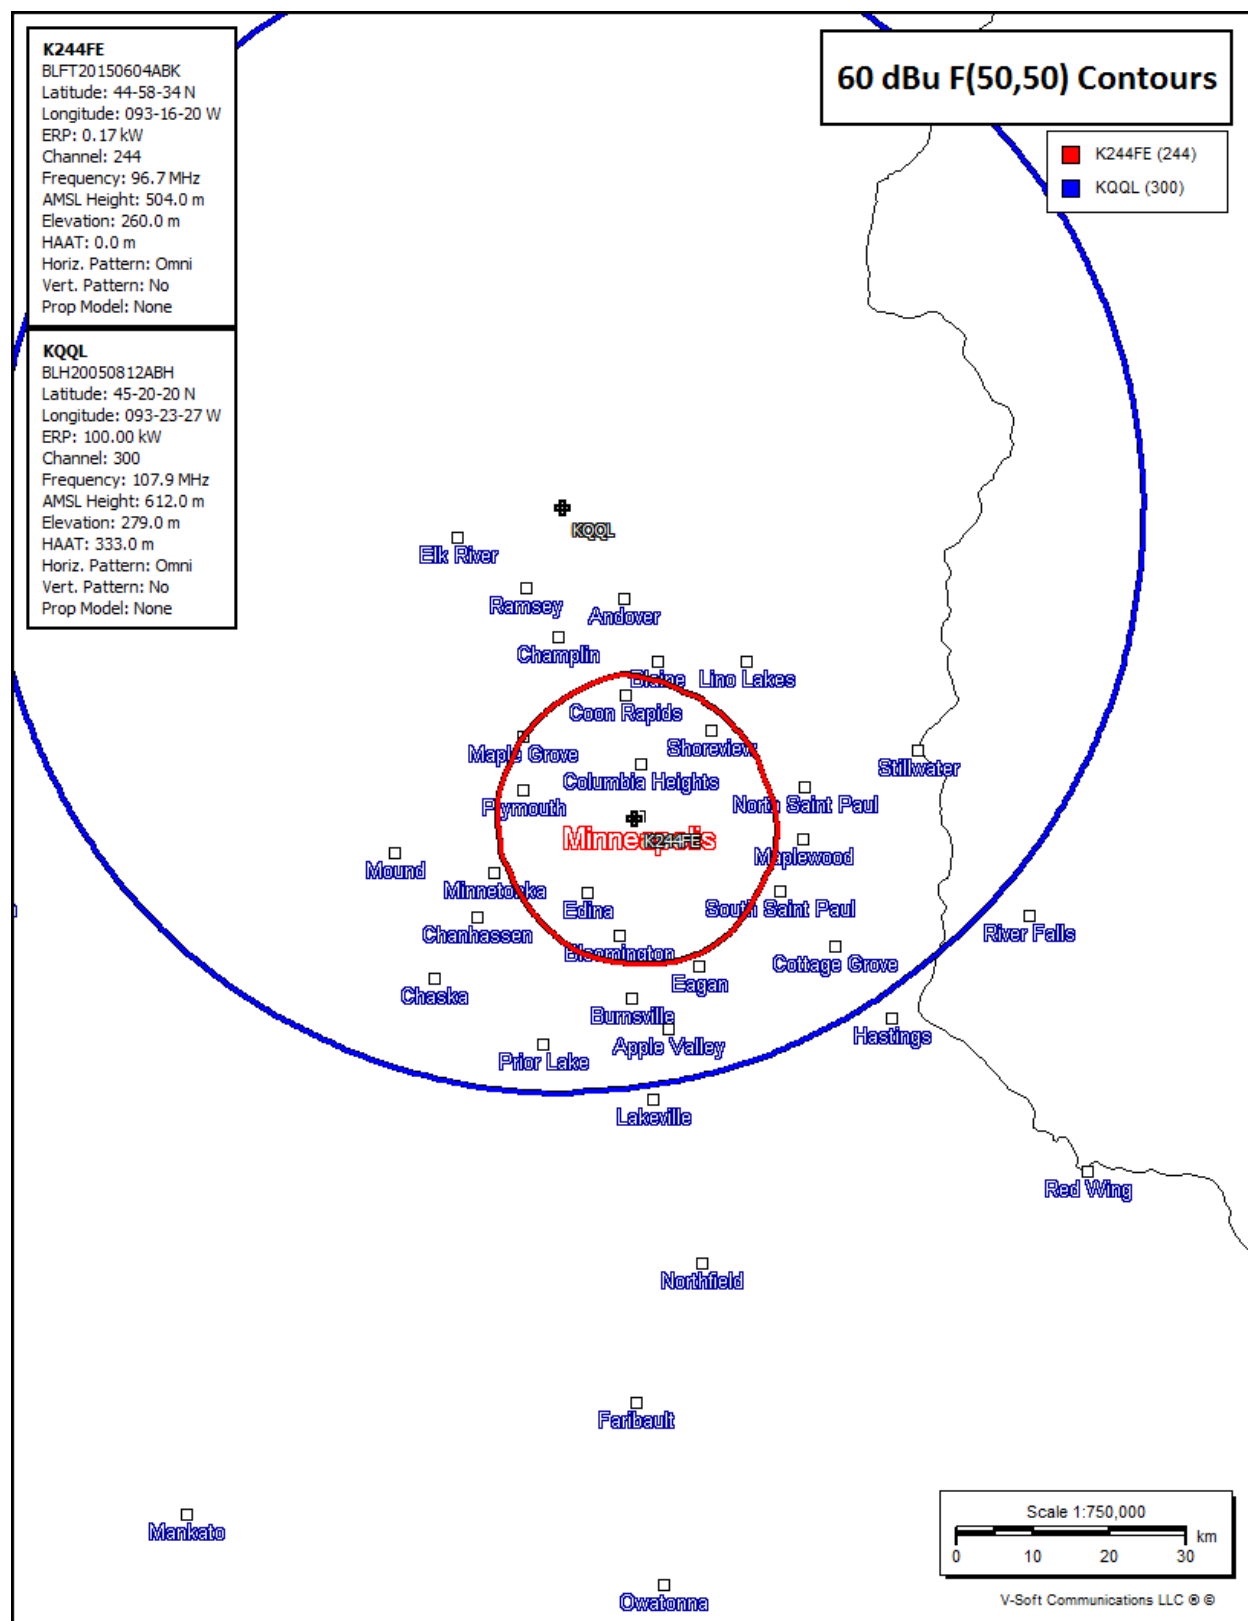 K244FE
BLFT20150604ABK
Latitude: 44-58-34 N
Longitude: 093-16-20 W
ERP: 0.17 kW
Channel: 244
Frequency: 96.7 MHz
AMSL Height: 504.0 m
Elevation: 260.0 m
HAAT: 0.0 m
Horiz. Pattern: Omni
Vert. Pattern: No
Prop Model: None
KQQL
BLH20050812ABH
Latitude: 45-20-20 N
Longitude: 093-23-27 W
ERP: 100.00 kW
Channel: 300
Frequency: 107.9 MHz
AMSL Height: 612.0 m
Elevation: 279.0 m
HAAT: 333.0 m
Horiz. Pattern: Omni
Vert. Pattern: No
Prop Model: None
60 dBu F(50,50) Contours
K244FE (244)
KQQL (300)
KQQL
Elk River
Ramsey
Andover
Champlin
Blaine
Lino Lakes
Coon Rapids
Maple Grove
Shoreview
Stillwater
Columbia Heights
Plymouth
North Saint Paul
Minneapolis
K244FE
Maplewood
Mound
Minnetonka
Edina
South Saint Paul
Chanhassen
River Falls
Bloomington
Cottage Grove
Eagan
Chaska
Burnsville
Hastings
Apple Valley
Prior Lake
Lakeville
Red Wing
Northfield
Faribault
Mankato
Owatonna
Scale 1:750,000
km
0 10 20 30
V-Soft Communications LLC ® ©